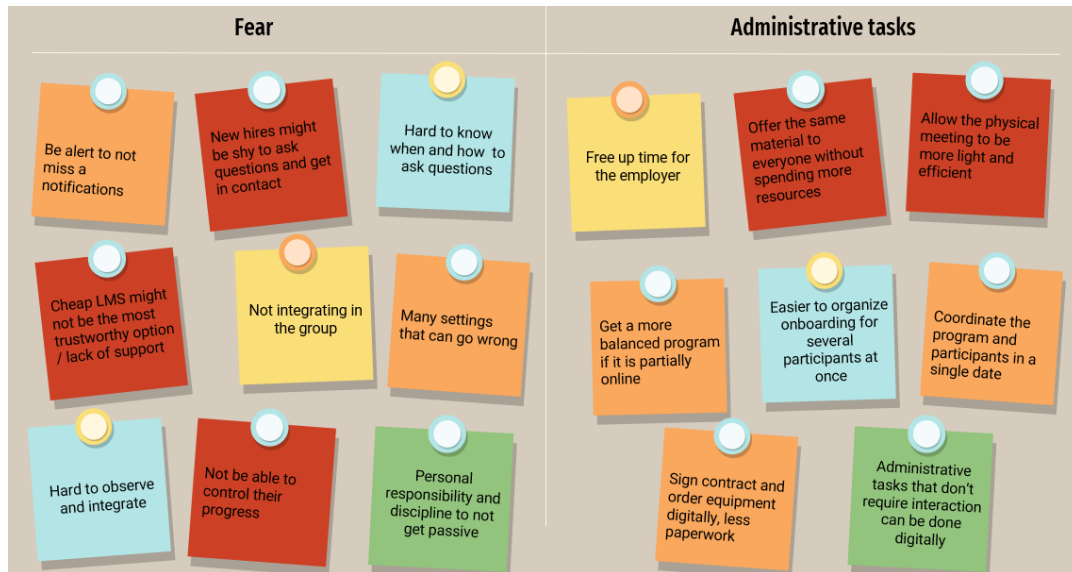 Fear
Be alert to not
miss a
notifications
New hires might
be shy to ask
questions and get
in contact
Hard to know
when and how to
ask questions
Cheap LMS might
not be the most
trustworthy option
/ lack of support
Not integrating in
the group
Many settings
that can go wrong
Hard to observe
and integrate
Not be able to
control their
progress
Personal
responsibility and
discipline to not
get passive
Administrative tasks
Free up time for
the employer
Offer the same
material to
everyone without
spending more
resources
Allow the physical
meeting to be
more light and
efficient
Get a more
balanced program
if it is partially
online
Easier to organize
onboarding for
several
participants at
once
Coordinate the
program and
participants in a
single date
Sign contract and
order equipment
digitally, less
paperwork
Administrative
tasks that don't
require interaction
can be done
digitally